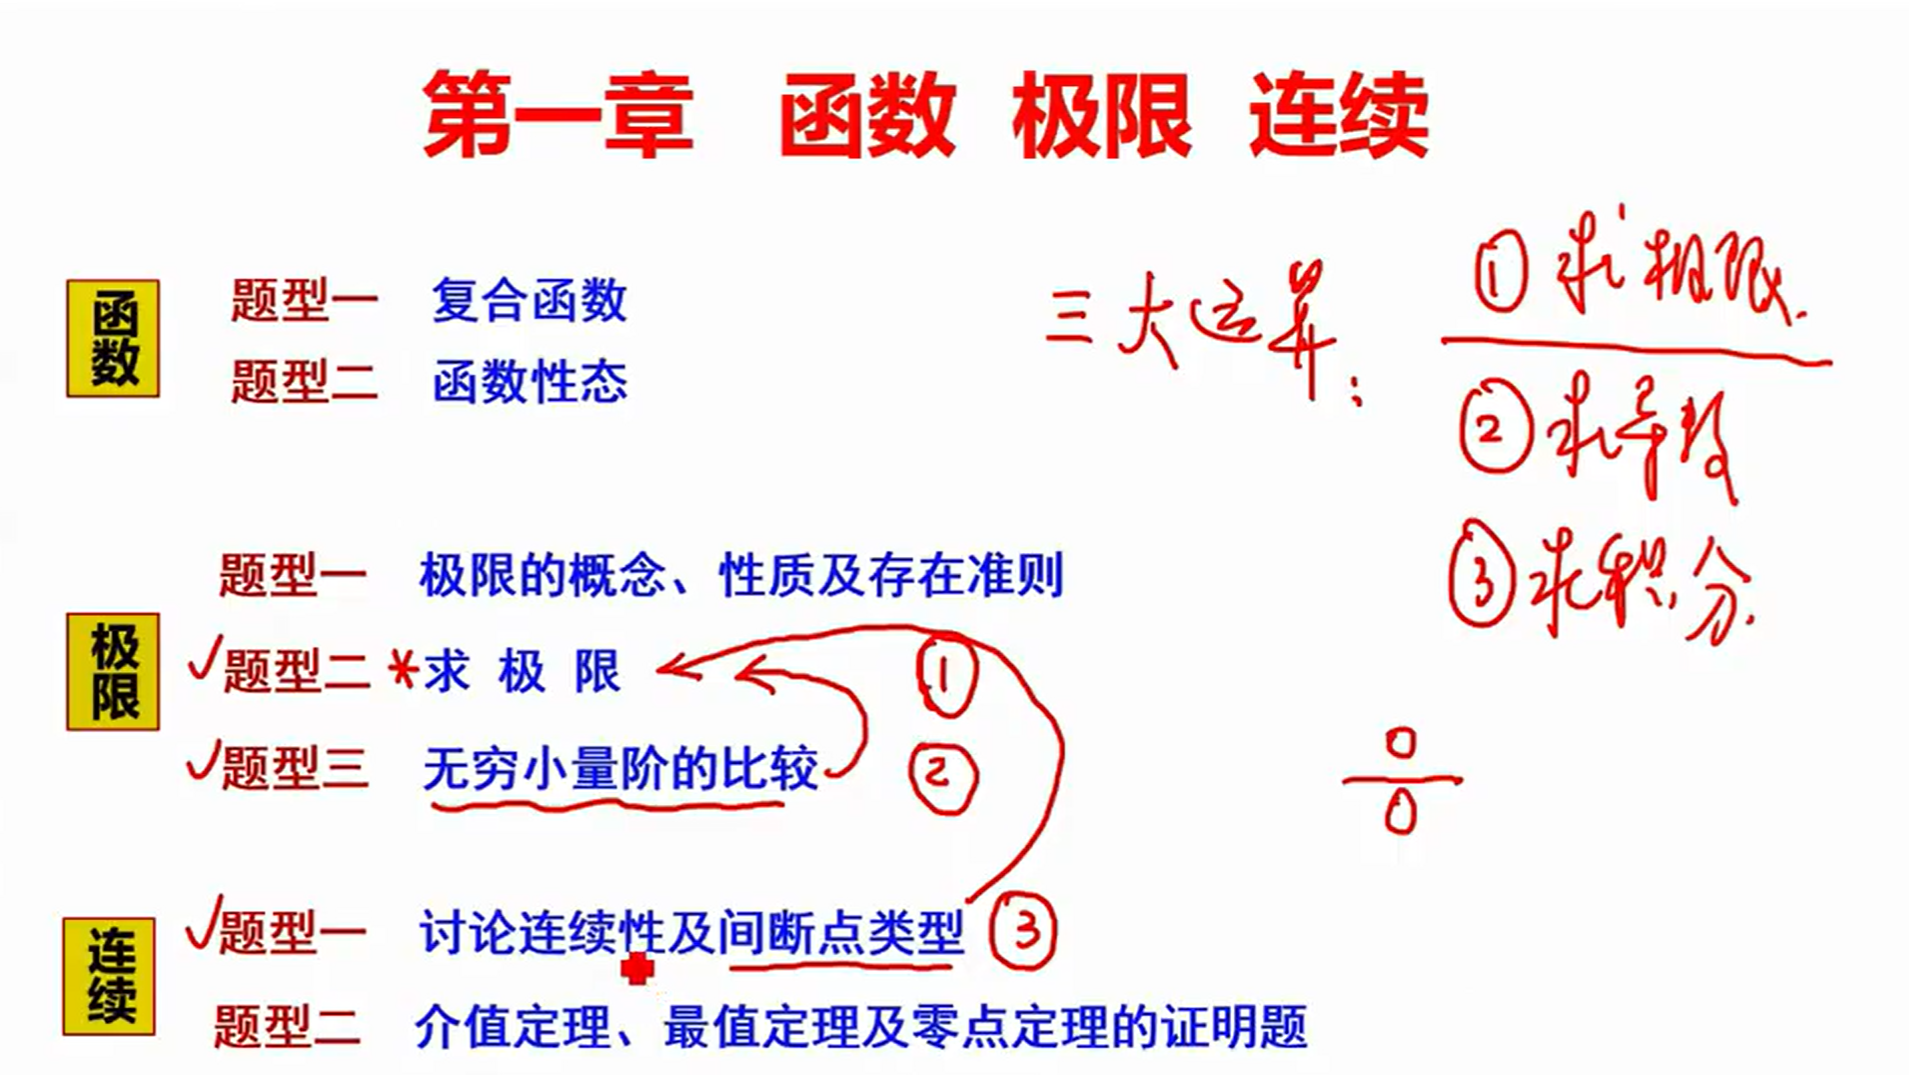 第一章 函数 极限 连续
函数
题型一 复合函数
题型二 函数性态
三大运算:
① 求极限.
② 求导数
③ 求积分.
极限
题型一 极限的概念、性质及存在准则
✓题型二 *求 极 限 ①
✓题型三 无穷小量阶的比较 ②
0
0
连续
✓题型一 讨论连续性及间断点类型 ③
题型二 介值定理、最值定理及零点定理的证明题